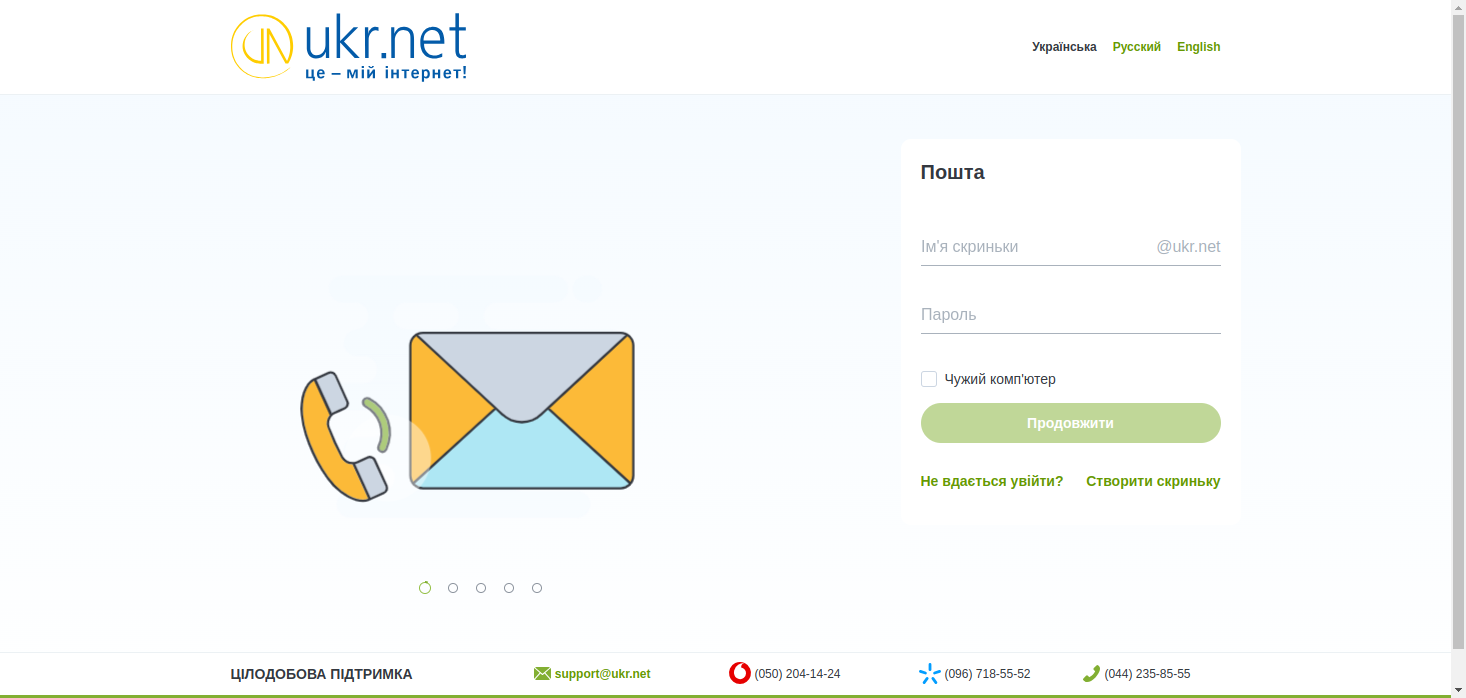 ukr.net
це – мій інтернет!
Українська Русский English
Пошта
Ім'я скриньки @ukr.net
Пароль
Чужий комп'ютер
Продовжити
Не вдається увійти? Створити скриньку
ЦІЛОДОБОВА ПІДТРИМКА support@ukr.net (050) 204-14-24 (096) 718-55-52 (044) 235-85-55